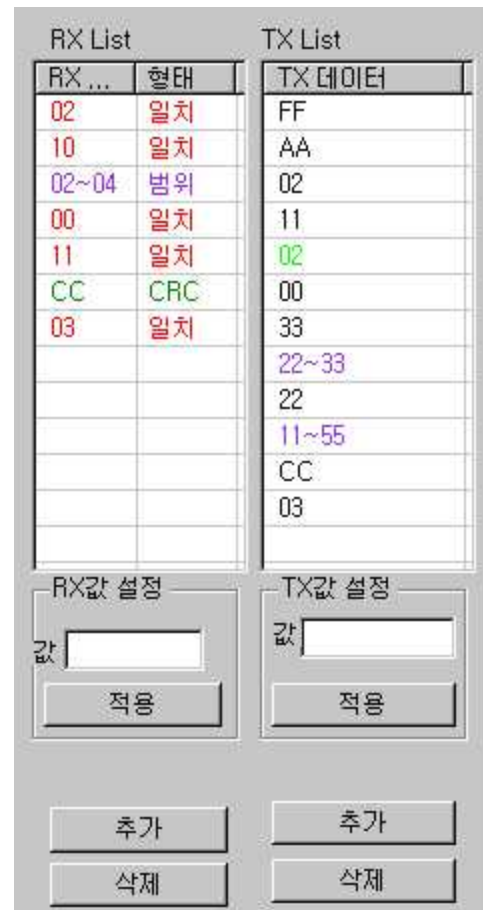 RX List
RX ... 형태
02 일치
10 일치
02~04 범위
00 일치
11 일치
CC CRC
03 일치
RX값 설정
값
적용
추가
삭제
TX List
TX 데이터
FF
AA
02
11
02
00
33
22~33
22
11~55
CC
03
TX값 설정
값
적용
추가
삭제